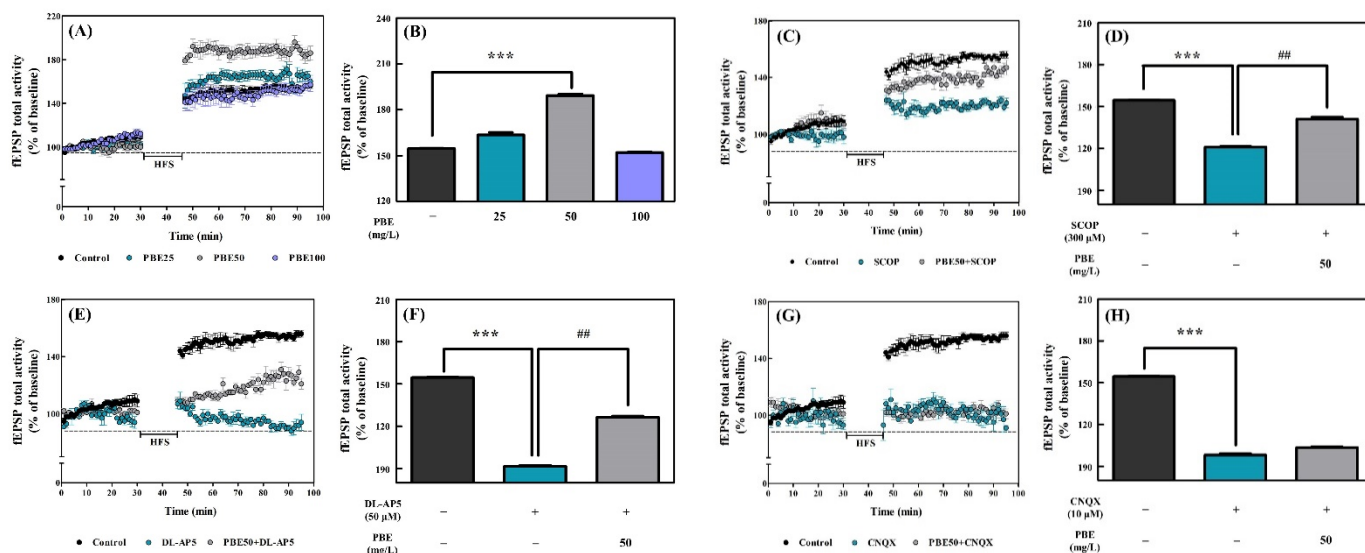 (A)
fEPSP total activity
(% of baseline)
220
180
140
100
0
HFS
0 10 20 30 40 50 60 70 80 90 100
Time (min)
Control PBE25 PBE50 PBE100
(B)
fEPSP total activity
(% of baseline)
210
180
150
120
***
PBE
(mg/L)
– 25 50 100
(C)
fEPSP total activity
(% of baseline)
180
140
100
0
HFS
0 10 20 30 40 50 60 70 80 90 100
Time (min)
Control SCOP PBE50+SCOP
(D)
fEPSP total activity
(% of baseline)
180
150
120
190
*** ##
SCOP
(300 µM)
– + +
PBE
(mg/L)
– – 50
(E)
fEPSP total activity
(% of baseline)
180
140
100
0
HFS
0 10 20 30 40 50 60 70 80 90 100
Time (min)
Control DL-AP5 PBE50+DL-AP5
(F)
fEPSP total activity
(% of baseline)
180
150
120
190
*** ##
DL-AP5
(50 µM)
– + +
PBE
(mg/L)
– – 50
(G)
fEPSP total activity
(% of baseline)
180
140
100
0
HFS
0 10 20 30 40 50 60 70 80 90 100
Time (min)
Control CNQX PBE50+CNQX
(H)
fEPSP total activity
(% of baseline)
180
150
120
190
***
CNQX
(10 µM)
– + +
PBE
(mg/L)
– – 50